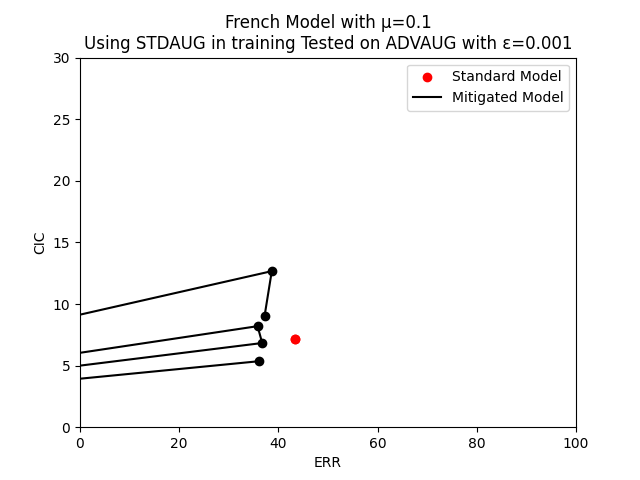 French Model with μ=0.1
Using STDAUG in training Tested on ADVAUG with ε=0.001
Standard Model
Mitigated Model
30
25
20
15
10
5
0
CIC
0 20 40 60 80 100
ERR